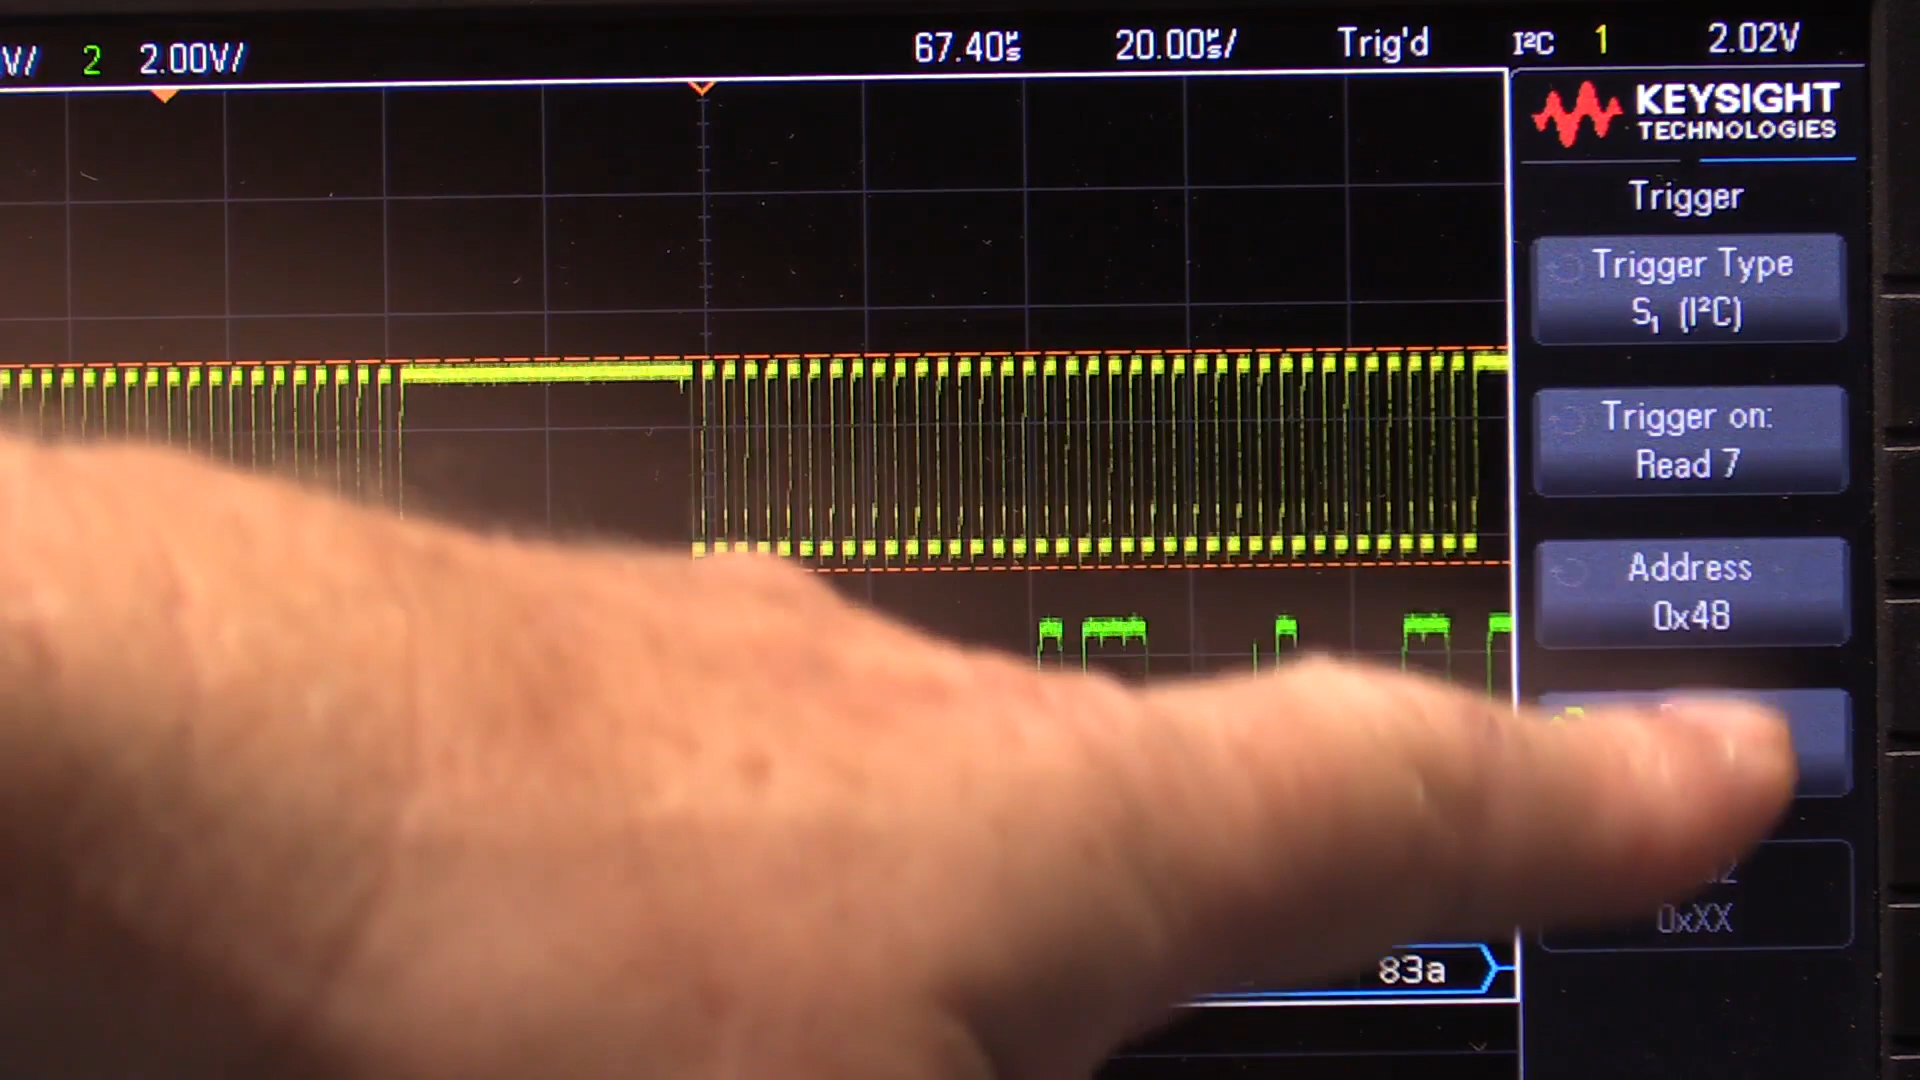 V/ 2 2.00V/ 67.40µs 20.00µs/ Trig'd I²C 1 2.02V
KEYSIGHT
TECHNOLOGIES
Trigger
Trigger Type
S₁ (I²C)
Trigger on:
Read 7
Address
0x48
0xXX
83a